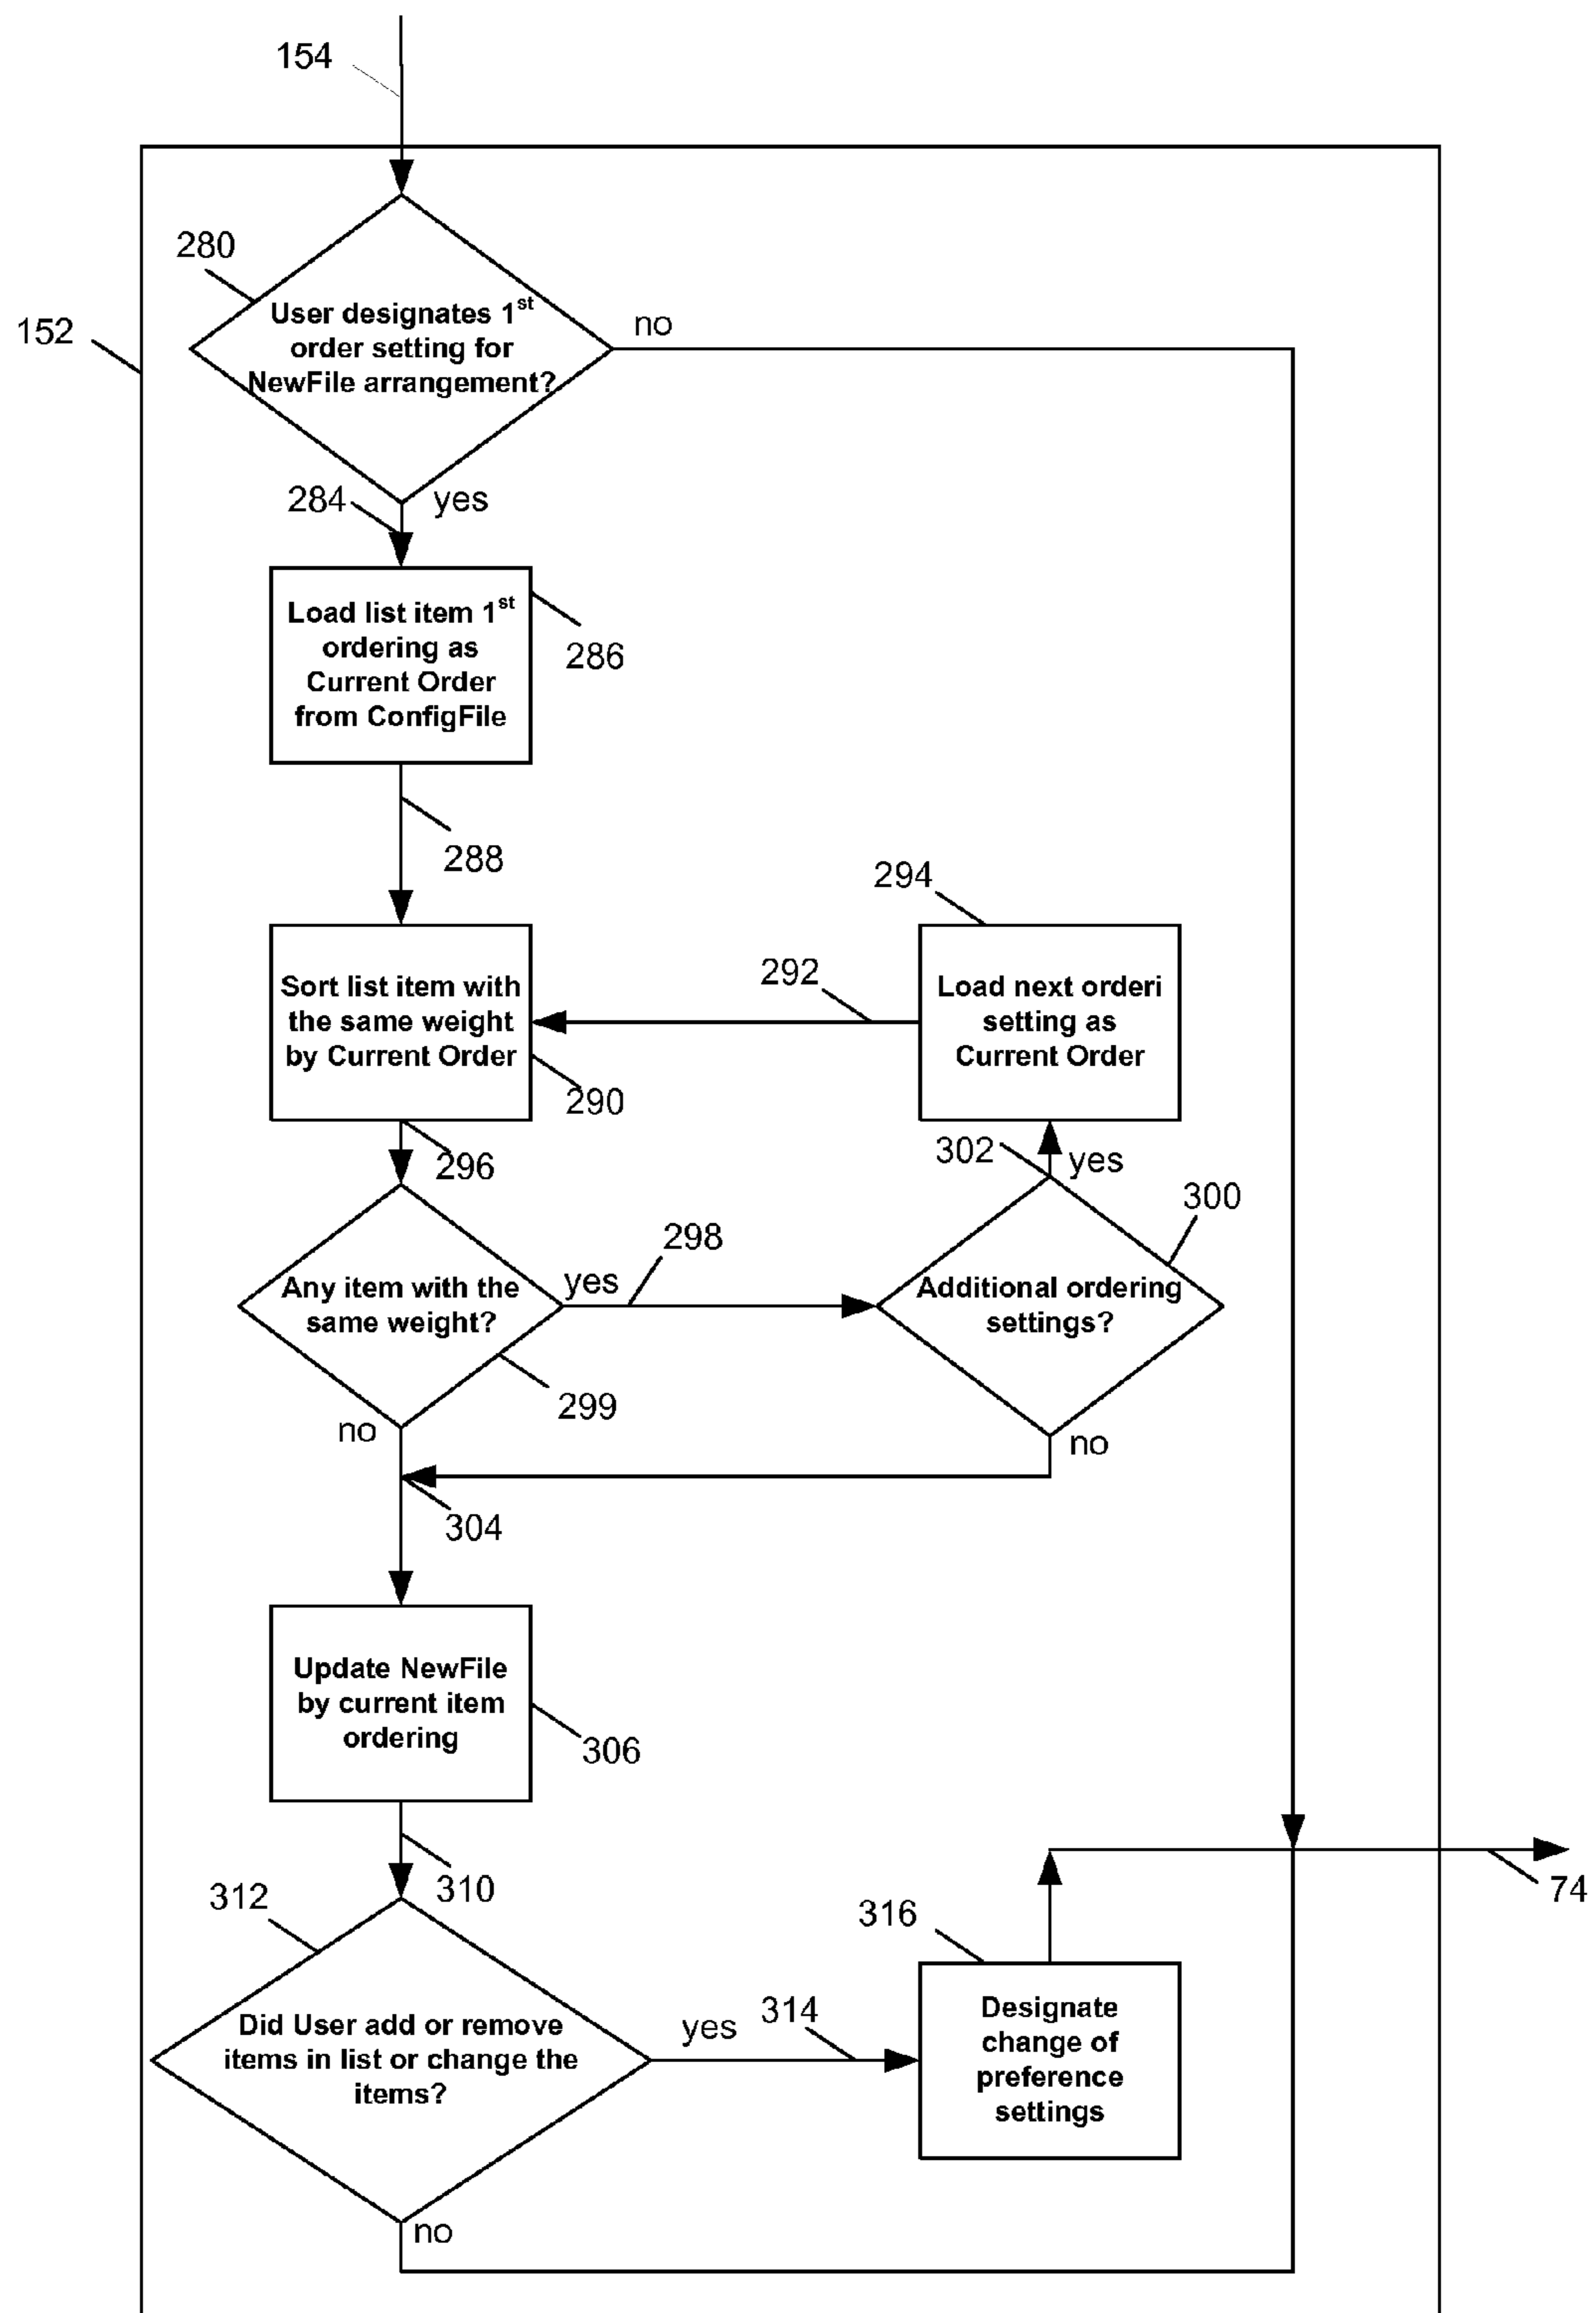 154
280
152
User designates 1st
order setting for
NewFile arrangement?
no
284
yes
Load list item 1st
ordering as
Current Order
from ConfigFile
286
288
294
Sort list item with
the same weight
by Current Order
292
Load next orderi
setting as
Current Order
290
296
302
yes
300
298
Any item with the
same weight?
yes
Additional ordering
settings?
299
no
no
304
Update NewFile
by current item
ordering
306
310
74
312
316
Did User add or remove
items in list or change the
items?
yes
314
Designate
change of
preference
settings
no